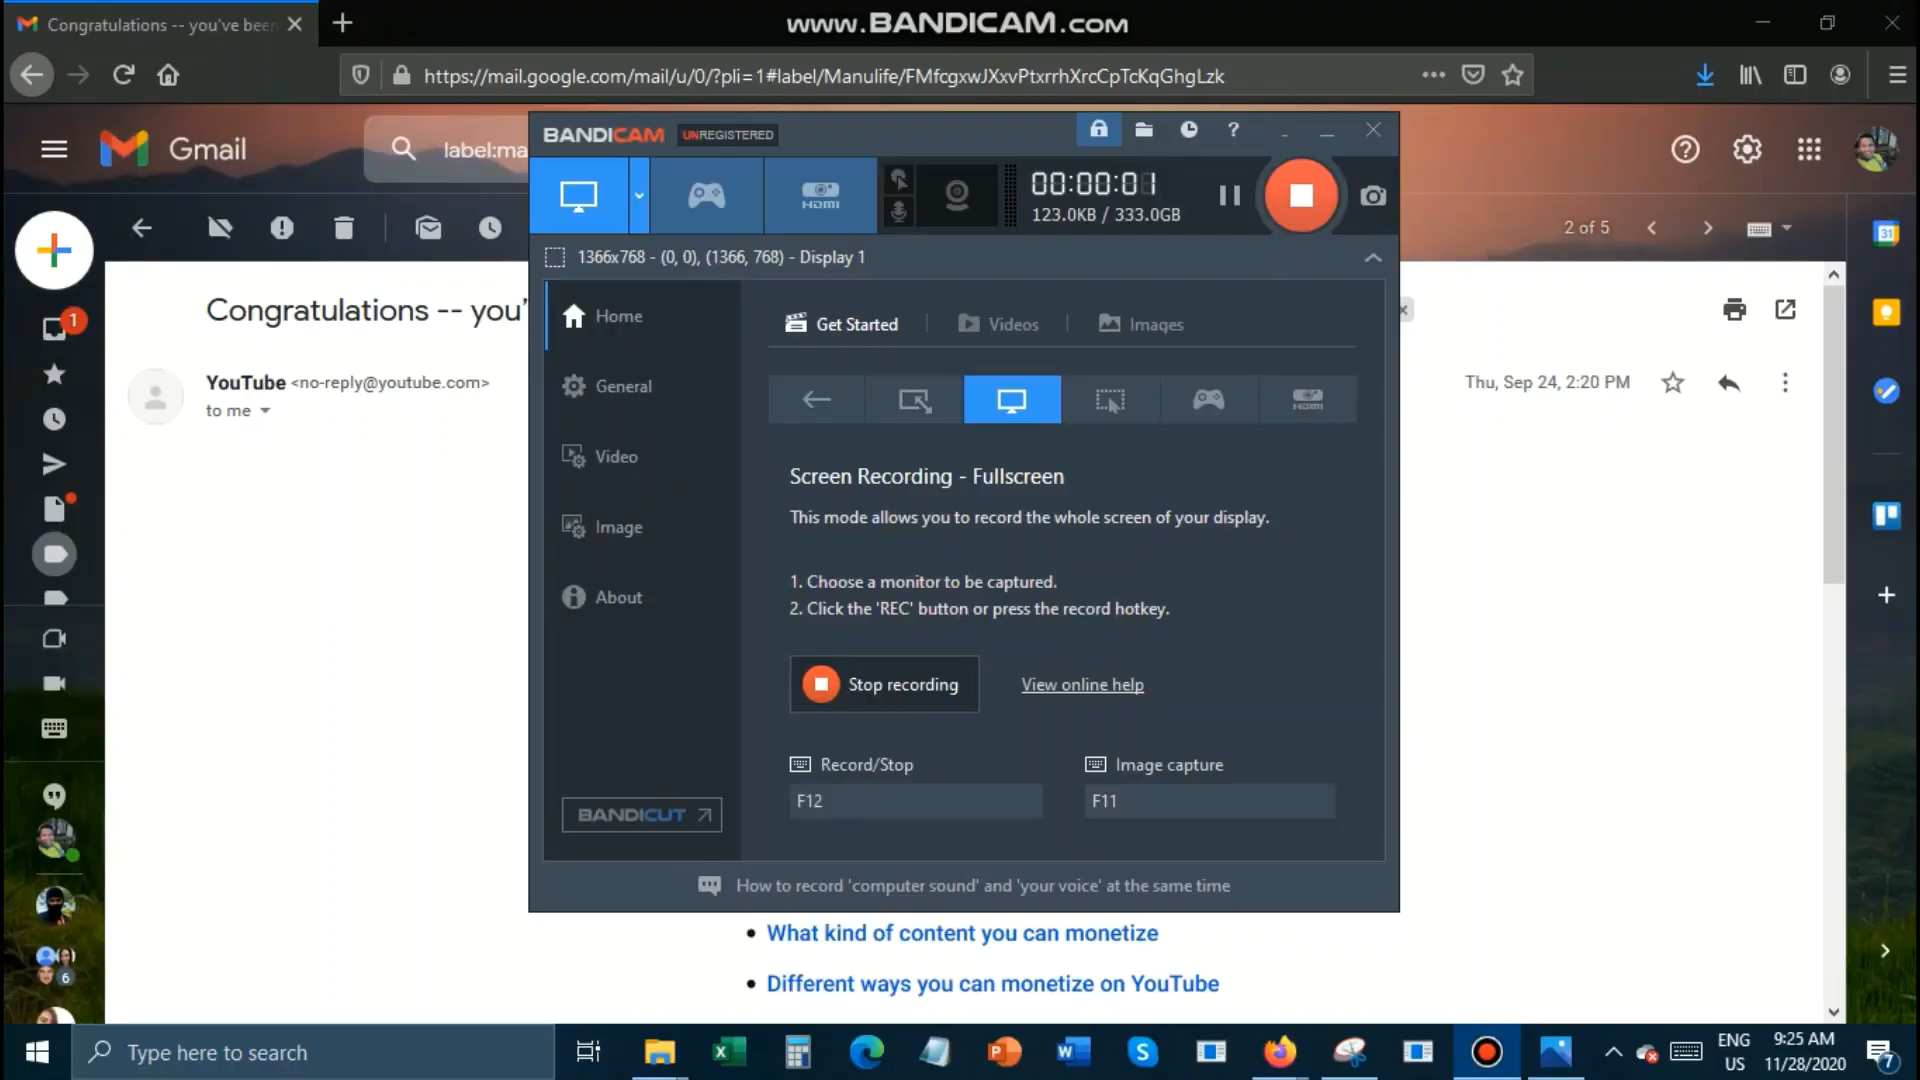 Congratulations -- you've been
www.BANDICAM.com
https://mail.google.com/mail/u/0/?pli=1#label/Manulife/FMfcgxwJXxvPtxrrhXrcCpTcKqGhgLzk
Gmail
label:ma
BANDICAM UNREGISTERED
?
HDMI
00:00:01
123.0KB / 333.0GB
2 of 5
1366x768 - (0, 0), (1366, 768) - Display 1
31
Congratulations -- you'
1
YouTube <no-reply@youtube.com>
to me
Thu, Sep 24, 2:20 PM
Home
General
Video
Image
About
BANDICUT
Get Started
Videos
Images
HDMI
Screen Recording - Fullscreen
This mode allows you to record the whole screen of your display.
1. Choose a monitor to be captured.
2. Click the 'REC' button or press the record hotkey.
Stop recording
View online help
Record/Stop
Image capture
F12
F11
How to record 'computer sound' and 'your voice' at the same time
What kind of content you can monetize
Different ways you can monetize on YouTube
6
Type here to search
ENG
US
9:25 AM
11/28/2020
7